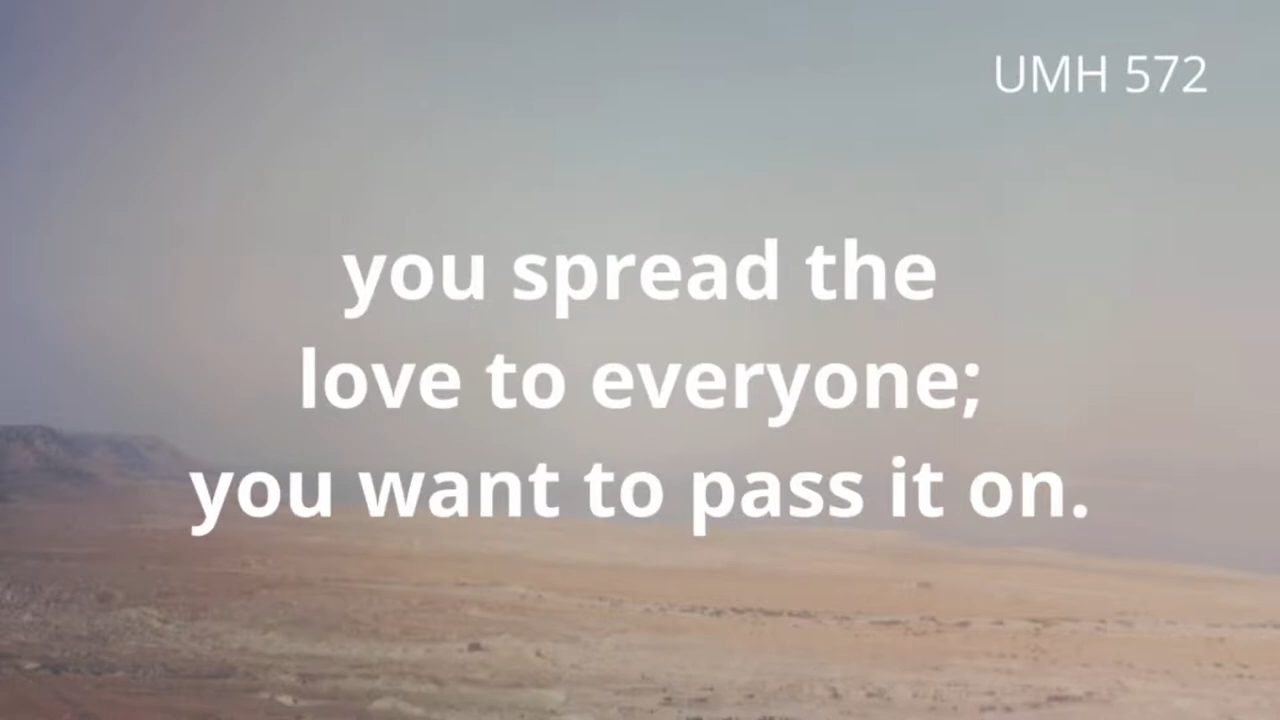 UMH 572
you spread the
love to everyone;
you want to pass it on.